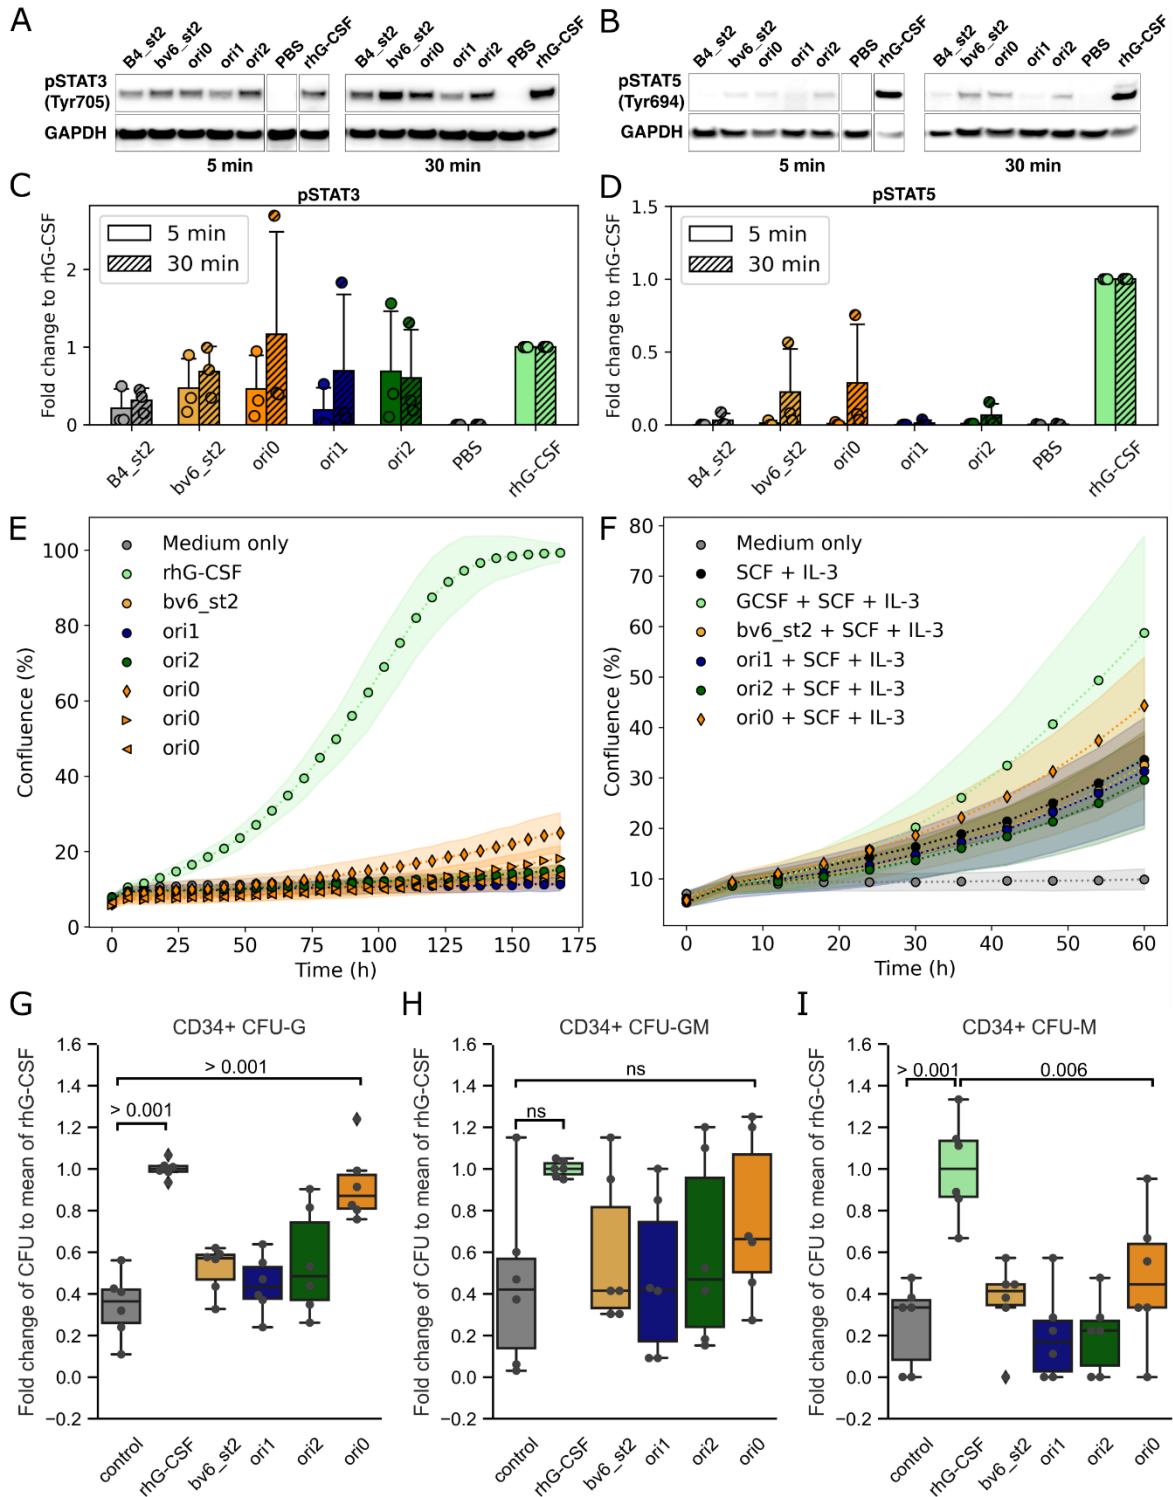 A
B4_st2 bv6_st2 ori0 ori1 ori2 PBS rhG-CSF B4_st2 bv6_st2 ori0 ori1 ori2 PBS rhG-CSF
pSTAT3
(Tyr705)
GAPDH
5 min 30 min
B
B4_st2 bv6_st2 ori0 ori1 ori2 PBS rhG-CSF B4_st2 bv6_st2 ori0 ori1 ori2 PBS rhG-CSF
pSTAT5
(Tyr694)
GAPDH
5 min 30 min
C
pSTAT3
Fold change to rhG-CSF
2
1
0
5 min
30 min
B4_st2 bv6_st2 ori0 ori1 ori2 PBS rhG-CSF
D
pSTAT5
Fold change to rhG-CSF
1.5
1.0
0.5
0.0
5 min
30 min
B4_st2 bv6_st2 ori0 ori1 ori2 PBS rhG-CSF
E
Confluence (%)
100
80
60
40
20
0
Medium only
rhG-CSF
bv6_st2
ori1
ori2
ori0
ori0
ori0
0 25 50 75 100 125 150 175
Time (h)
F
Confluence (%)
80
70
60
50
40
30
20
10
Medium only
SCF + IL-3
GCSF + SCF + IL-3
bv6_st2 + SCF + IL-3
ori1 + SCF + IL-3
ori2 + SCF + IL-3
ori0 + SCF + IL-3
0 10 20 30 40 50 60
Time (h)
G
CD34+ CFU-G
Fold change of CFU to mean of rhG-CSF
1.6
1.4
1.2
1.0
0.8
0.6
0.4
0.2
0.0
−0.2
> 0.001
> 0.001
control rhG-CSF bv6_st2 ori1 ori2 ori0
H
CD34+ CFU-GM
Fold change of CFU to mean of rhG-CSF
1.6
1.4
1.2
1.0
0.8
0.6
0.4
0.2
0.0
−0.2
ns
ns
control rhG-CSF bv6_st2 ori1 ori2 ori0
I
CD34+ CFU-M
Fold change of CFU to mean of rhG-CSF
1.6
1.4
1.2
1.0
0.8
0.6
0.4
0.2
0.0
−0.2
> 0.001 0.006
control rhG-CSF bv6_st2 ori1 ori2 ori0